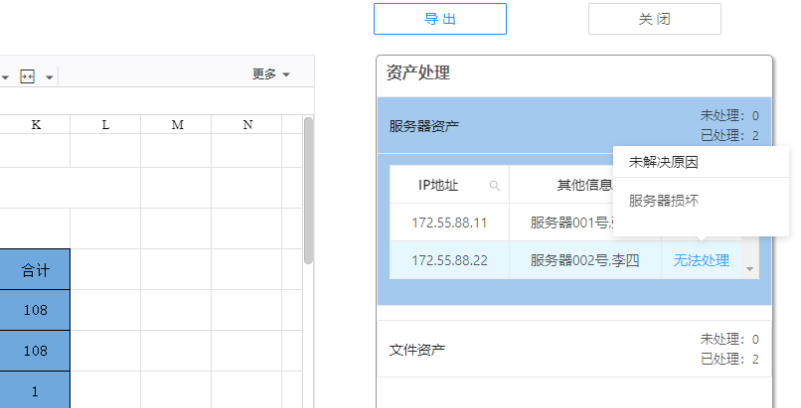 导出 关闭
更多
K L M N
合计
108
108
1
资产处理
服务器资产
未处理：0
已处理：2
未解决原因
服务器损坏
IP地址 其他信息
172.55.88.11 服务器001号,
172.55.88.22 服务器002号,李四 无法处理
文件资产
未处理：0
已处理：2